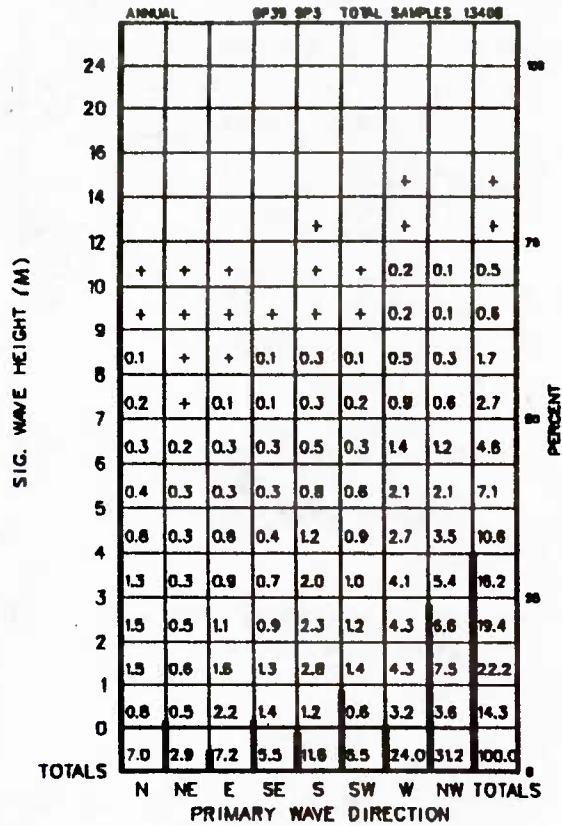 ANNUAL GP39 SP3 TOTAL SAMPLES 13408
24
100
20
16
+ +
14
+ + +
12
75
+ + + + + 0.2 0.1 0.5
10
+ + + + + + 0.2 0.1 0.6
9
0.1 + + 0.1 0.3 0.1 0.5 0.3 1.7
8
0.2 + 0.1 0.1 0.3 0.2 0.9 0.6 2.7
7
50
0.3 0.2 0.3 0.3 0.5 0.3 1.4 1.2 4.6
6
0.4 0.3 0.3 0.3 0.8 0.6 2.1 2.1 7.1
5
0.8 0.3 0.6 0.4 1.2 0.9 2.7 3.5 10.6
4
1.3 0.3 0.9 0.7 2.0 1.0 4.1 5.4 16.2
3
25
1.5 0.5 1.1 0.9 2.3 1.2 4.3 6.6 19.4
2
1.5 0.6 1.6 1.3 2.8 1.4 4.3 7.5 22.2
1
0.8 0.5 2.2 1.4 1.2 0.8 3.2 3.6 14.3
0
7.0 2.9 7.2 5.5 11.6 6.5 24.0 31.2 100.0
TOTALS
0
N NE E SE S SW W NW TOTALS
PRIMARY WAVE DIRECTION
SIG. WAVE HEIGHT (M)
PERCENT